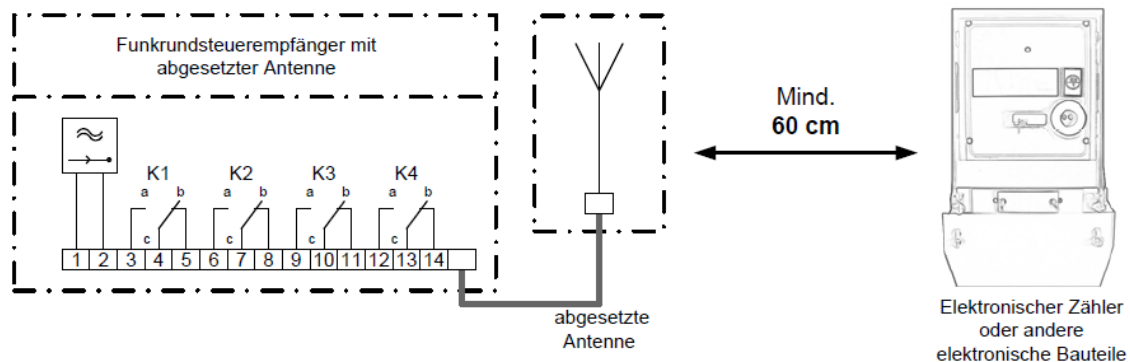 Funkrundsteuerempfänger mit
abgesetzter Antenne
K1 K2 K3 K4
a b a b a b a b
c c c c
1 2 3 4 5 6 7 8 9 10 11 12 13 14
abgesetzte
Antenne
Mind.
60 cm
Elektronischer Zähler
oder andere
elektronische Bauteile